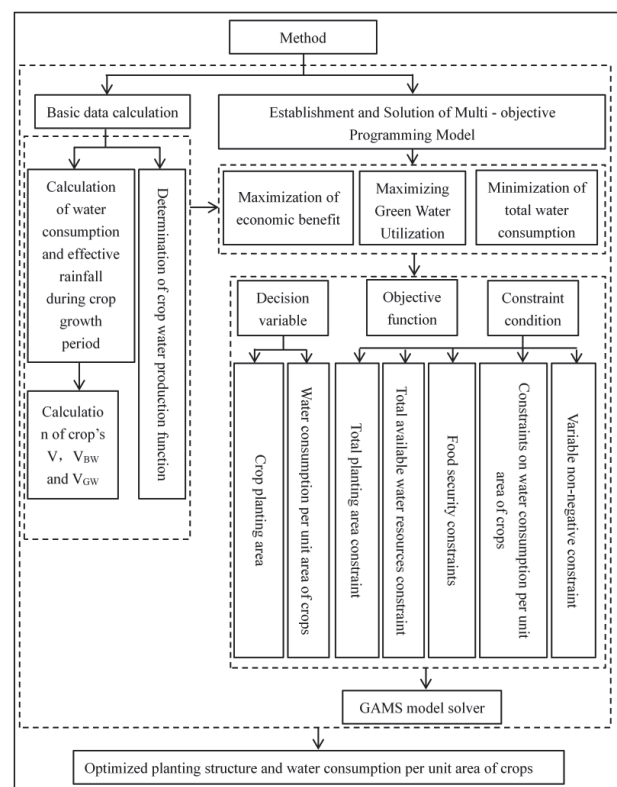 Method
Basic data calculation
Establishment and Solution of Multi - objective
Programming Model
Calculation
of water
consumption
and effective
rainfall
during crop
growth
period
Determination of crop water production function
Calculatio
n of crop's
V, V_BW
and V_GW
Maximization of
economic benefit
Maximizing
Green Water
Utilization
Minimization of
total water
consumption
Decision
variable
Objective
function
Constraint
condition
Crop planting area
Water consumption per unit area of crops
Total planting area constraint
Total available water resources constraint
Food security constraints
Constraints on water consumption per unit
area of crops
Variable non-negative constraint
GAMS model solver
Optimized planting structure and water consumption per unit area of crops